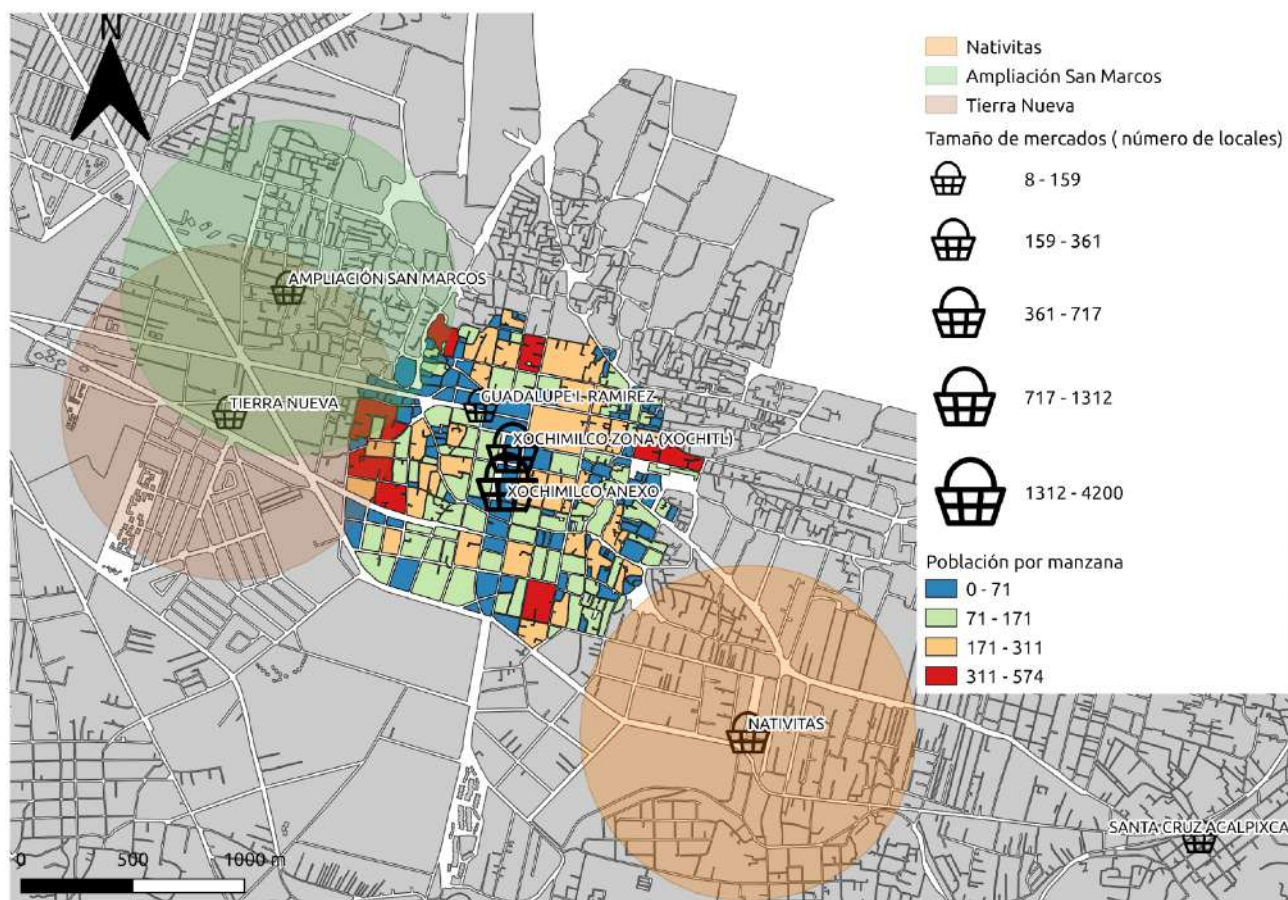 N
Nativitas
Ampliación San Marcos
Tierra Nueva
Tamaño de mercados ( número de locales)
8 - 159
159 - 361
361 - 717
717 - 1312
1312 - 4200
Población por manzana
0 - 71
71 - 171
171 - 311
311 - 574
AMPLIACIÓN SAN MARCOS
TIERRA NUEVA
GUADALUPE I. RAMIREZ
XOCHIMILCO ZONA (XOCHITL)
XOCHIMILCO ANEXO
NATIVITAS
SANTA CRUZ ACALPIXCA
0 500 1000 m